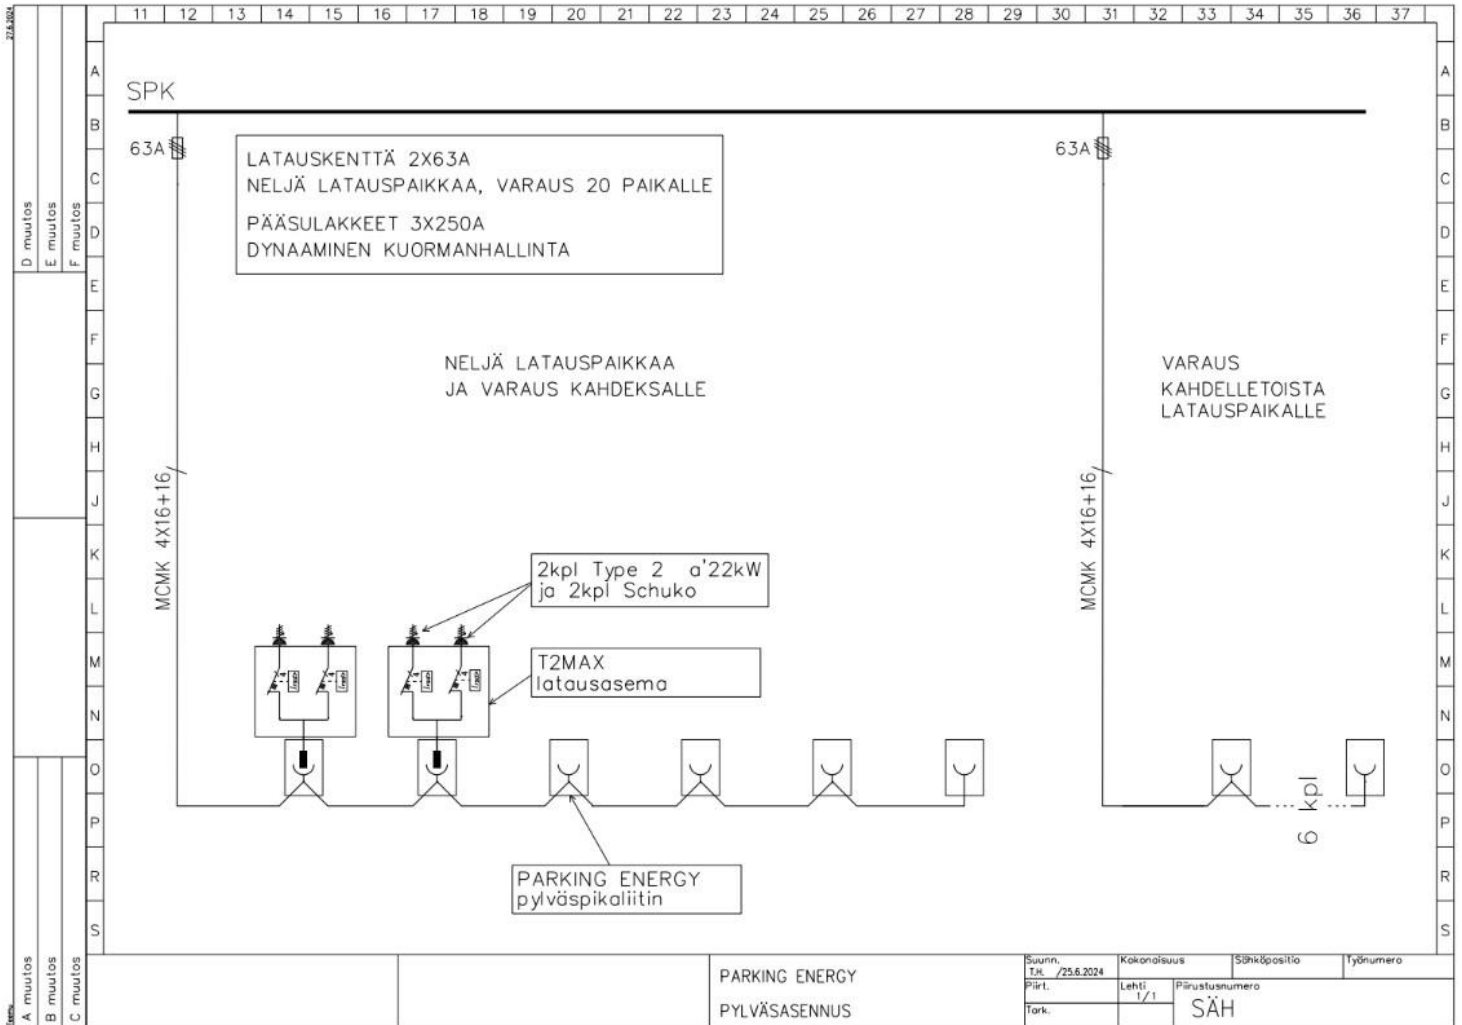 27.6.2024
11 12 13 14 15 16 17 18 19 20 21 22 23 24 25 26 27 28 29 30 31 32 33 34 35 36 37
A
B
C
D
E
F
G
H
J
K
L
M
N
O
P
R
S
A
B
C
D
E
F
G
H
J
K
L
M
N
O
P
R
S
D muutos
E muutos
F muutos
A muutos
B muutos
C muutos
SPK
63A
63A
LATAUSKENTTÄ 2X63A
NELJÄ LATAUSPAIKKAA, VARAUS 20 PAIKALLE
PÄÄSULAKKEET 3X250A
DYNAAMINEN KUORMANHALLINTA
NELJÄ LATAUSPAIKKAA
JA VARAUS KAHDEKSALLE
VARAUS
KAHDELLETOISTA
LATAUSPAIKALLE
MCMK 4X16+16
MCMK 4X16+16
2kpl Type 2 a'22kW
ja 2kpl Schuko
T2MAX
latausasema
6 kpl
PARKING ENERGY
pylväspikaliitin
PARKING ENERGY
PYLVÄSASENNUS
Suunn.
T.H. /25.6.2024
Piirt.
Tark.
Kokonaisuus
Sähköpositio
Työnumero
Lehti
1/1
Piirustusnumero
SÄH